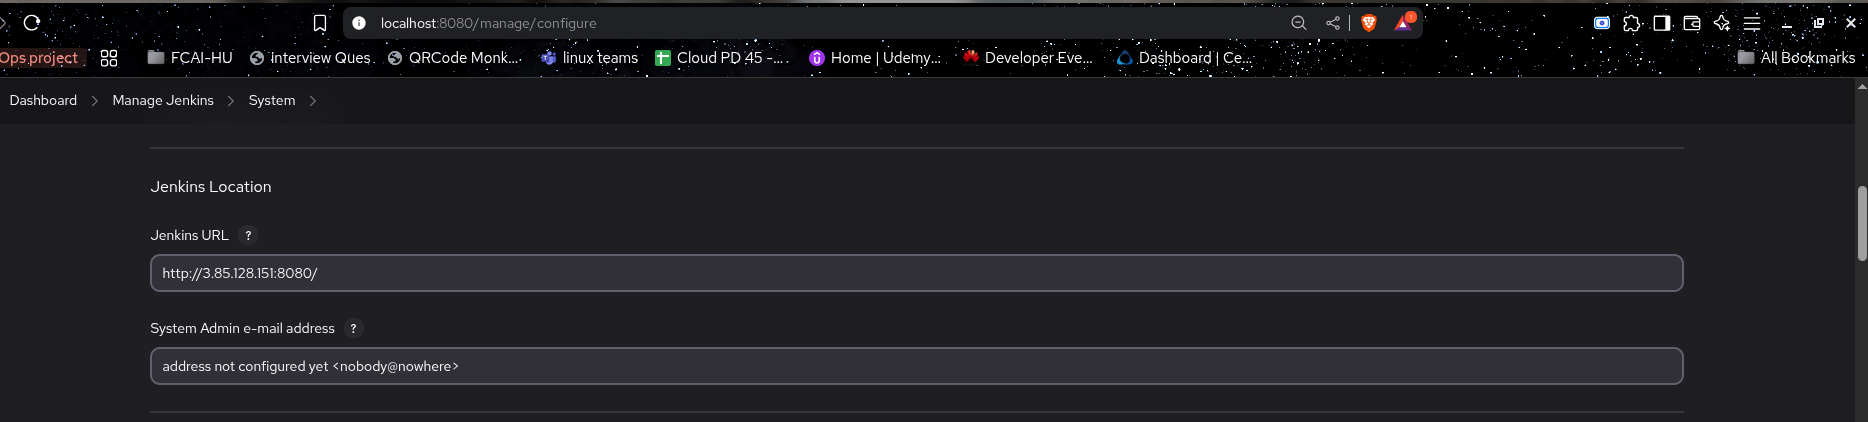 localhost:8080/manage/configure
Ops project FCAI-HU Interview Ques... QRCode Monk... linux teams Cloud PD 45 -... Home | Udemy... Developer Eve... Dashboard | Ce... All Bookmarks
Dashboard > Manage Jenkins > System >
Jenkins Location
Jenkins URL ?
http://3.85.128.151:8080/
System Admin e-mail address ?
address not configured yet <nobody@nowhere>